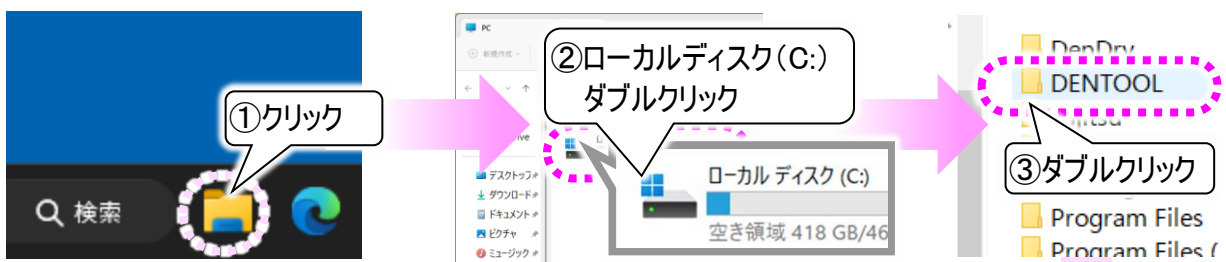 検索
①クリック
PC
新規作成
②ローカルディスク(C:)
ダブルクリック
デスクトップ
ダウンロード
ドキュメント
ピクチャ
ミュージック
ローカル ディスク (C:)
空き領域 418 GB/46
DenDry
DENTOOL
③ダブルクリック
Program Files
Program Files (